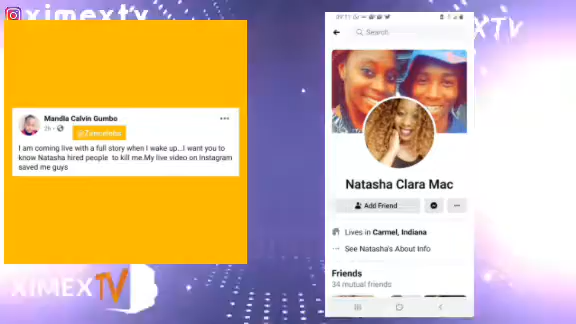 ximextv
XTV
Mandla Calvin Gumbo
2h
I am coming live with a full story when I wake up...I want you to
know Natasha hired people to kill me.My live video on Instagram
saved me guys
XIMEXTV
Search
Natasha Clara Mac
Add Friend
Lives in Carmel, Indiana
See Natasha's About Info
Friends
34 mutual friends